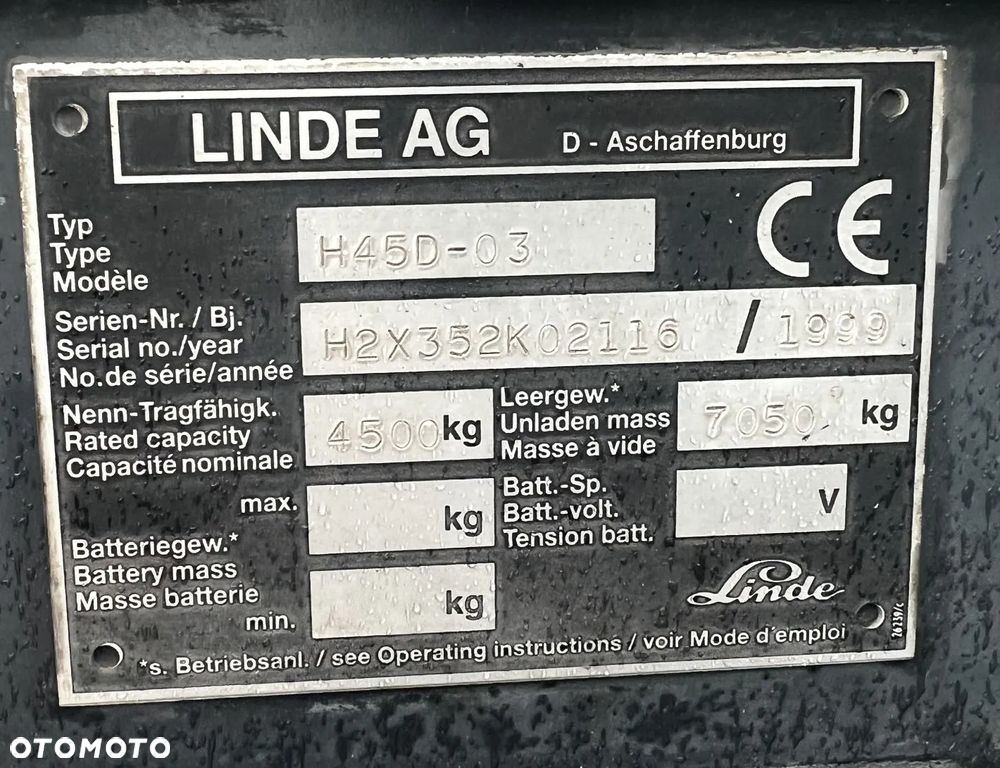 LINDE AG D - Aschaffenburg
Typ
Type
Modèle
H45D-03
CE
Serien-Nr. / Bj.
Serial no./year
No.de série/année
H2X352K02116 / 1999
Nenn-Tragfähigk.
Rated capacity
Capacité nominale
4500 kg
Leergew.*
Unladen mass
Masse à vide
7050 kg
max.
kg
Batt.-Sp.
Batt.-volt.
Tension batt.
V
Batteriegew.*
Battery mass
Masse batterie
min.
kg
Linde
*s. Betriebsanl. / see Operating instructions / voir Mode d'emploi
OTOMOTO